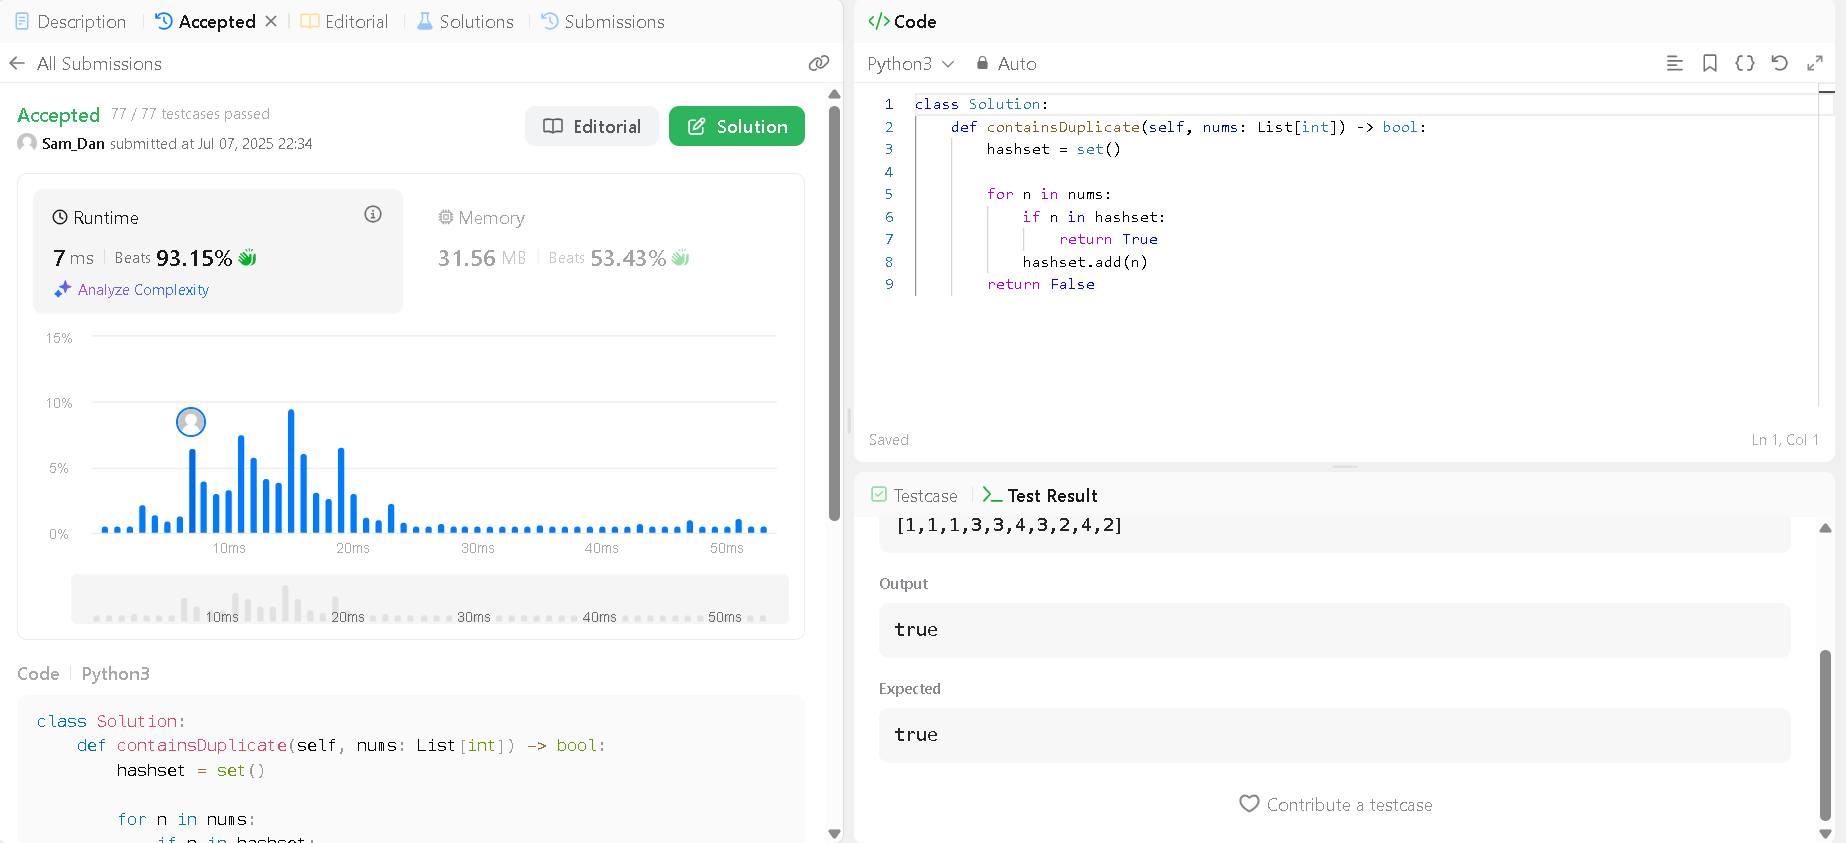 Description
Accepted
Editorial
Solutions
Submissions
All Submissions
Accepted 77 / 77 testcases passed
Sam_Dan submitted at Jul 07, 2025 22:34
Editorial
Solution
Runtime
7 ms Beats 93.15%
Analyze Complexity
Memory
31.56 MB Beats 53.43%
15%
10%
5%
0%
10ms 20ms 30ms 40ms 50ms
10ms 20ms 30ms 40ms 50ms
Code Python3
class Solution:
    def containsDuplicate(self, nums: List[int]) -> bool:
        hashset = set()
        for n in nums:
            if n in hashset:
</> Code
Python3 Auto
1 class Solution:
2     def containsDuplicate(self, nums: List[int]) -> bool:
3         hashset = set()
4
5         for n in nums:
6             if n in hashset:
7                 return True
8             hashset.add(n)
9         return False
Saved
Ln 1, Col 1
Testcase
Test Result
[1,1,1,3,3,4,3,2,4,2]
Output
true
Expected
true
Contribute a testcase